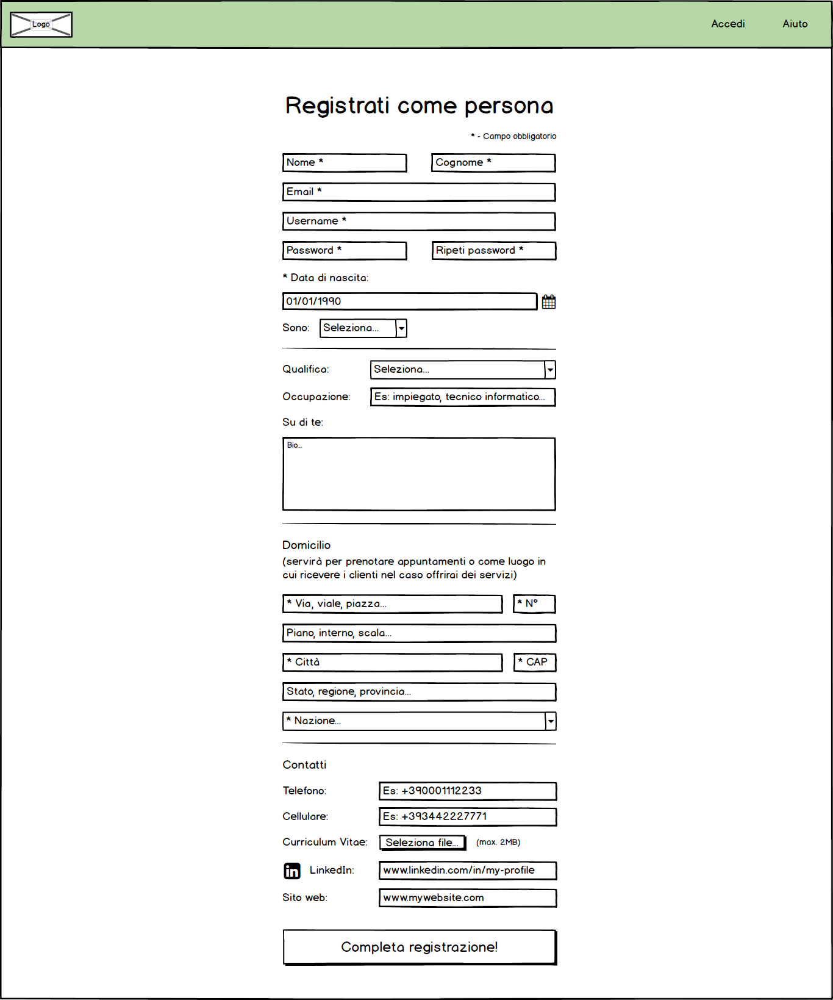 Logo
Accedi
Aiuto
Registrati come persona
* - Campo obbligatorio
Nome *
Cognome *
Email *
Username *
Password *
Ripeti password *
* Data di nascita:
01/01/1990
Sono:
Seleziona...
Qualifica:
Seleziona...
Occupazione:
Es: impiegato, tecnico informatico...
Su di te:
Bio...
Domicilio
(servirà per prenotare appuntamenti o come luogo in
cui ricevere i clienti nel caso offrirai dei servizi)
* Via, viale, piazza...
* N°
Piano, interno, scala...
* Città
* CAP
Stato, regione, provincia...
* Nazione...
Contatti
Telefono:
Es: +390001112233
Cellulare:
Es: +393442227771
Curriculum Vitae:
Seleziona file...
(max. 2MB)
in
LinkedIn:
www.linkedin.com/in/my-profile
Sito web:
www.mywebsite.com
Completa registrazione!